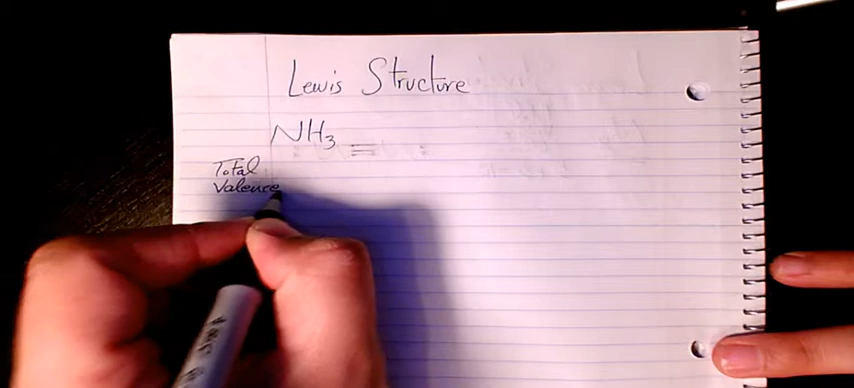 Lewis Structure
NH₃
Total
Valence